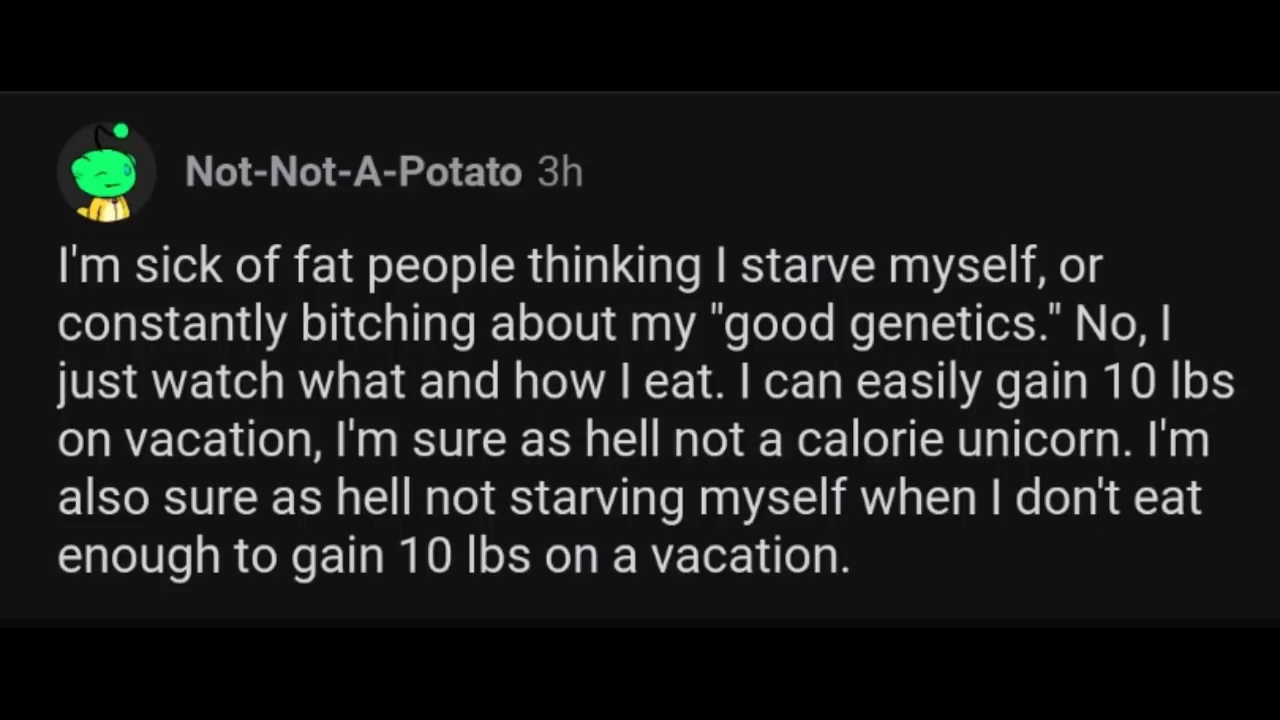 Not-Not-A-Potato 3h
I'm sick of fat people thinking I starve myself, or
constantly bitching about my "good genetics." No, I
just watch what and how I eat. I can easily gain 10 lbs
on vacation, I'm sure as hell not a calorie unicorn. I'm
also sure as hell not starving myself when I don't eat
enough to gain 10 lbs on a vacation.